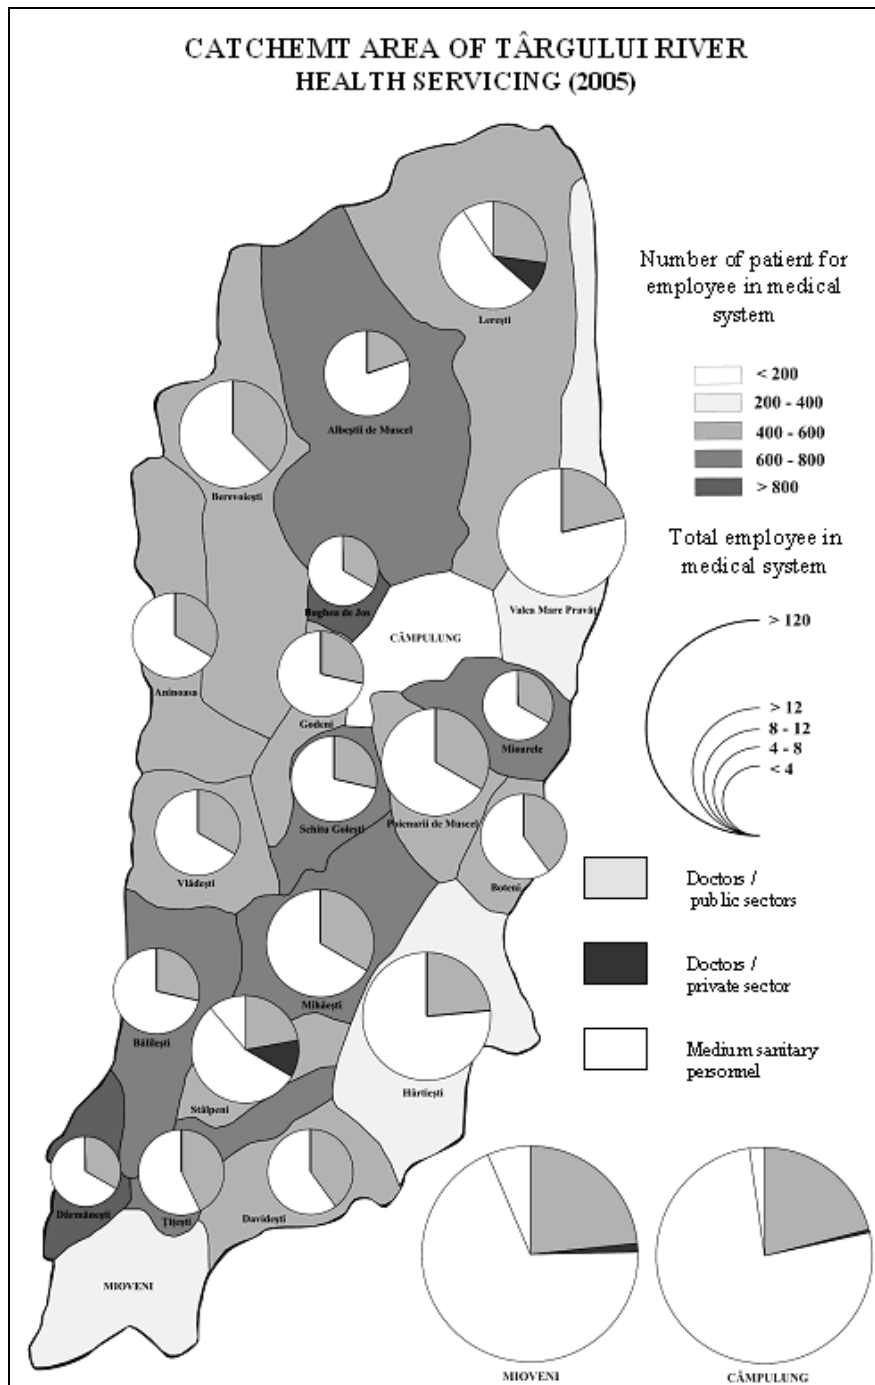 CATCHEMT AREA OF TÂRGULUI RIVER
HEALTH SERVICING (2005)
Lerești
Number of patient for
employee in medical
system
< 200
200 - 400
400 - 600
600 - 800
> 800
Albeștii de Muscel
Berevoiești
Total employee in
medical system
> 120
> 12
8 - 12
4 - 8
< 4
Bughea de Jos
Valea Mare Pravăț
CÂMPULUNG
Aninoasa
Godeni
Mioarele
Schitu Golești
Poienarii de Muscel
Vlădești
Boteni
Doctors /
public sectors
Doctors /
private sector
Medium sanitary
personnel
Mihăești
Bălilești
Hârtiești
Stâlpeni
Dârmănești
Țițești
Davidești
MIOVENI
MIOVENI
CÂMPULUNG